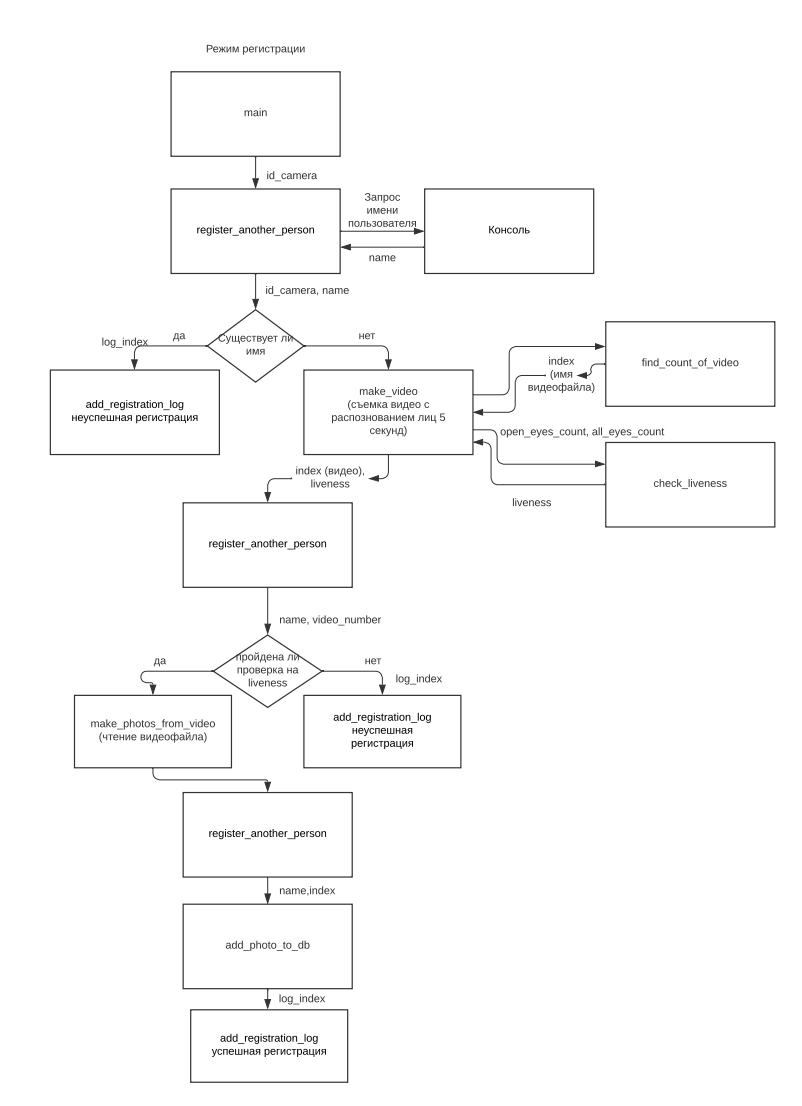 Режим регистрации
main
id_camera
register_another_person
Запрос
имени
пользователя
Консоль
name
id_camera, name
Существует ли
имя
да
log_index
нет
add_registration_log
неуспешная регистрация
make_video
(съемка видео с
распознованием лиц 5
секунд)
index
(имя
видеофайла)
find_count_of_video
open_eyes_count, all_eyes_count
check_liveness
liveness
index (видео),
liveness
register_another_person
name, video_number
пройдена ли
проверка на
liveness
да
нет
log_index
make_photos_from_video
(чтение видеофайла)
add_registration_log
неуспешная
регистрация
register_another_person
name,index
add_photo_to_db
log_index
add_registration_log
успешная регистрация